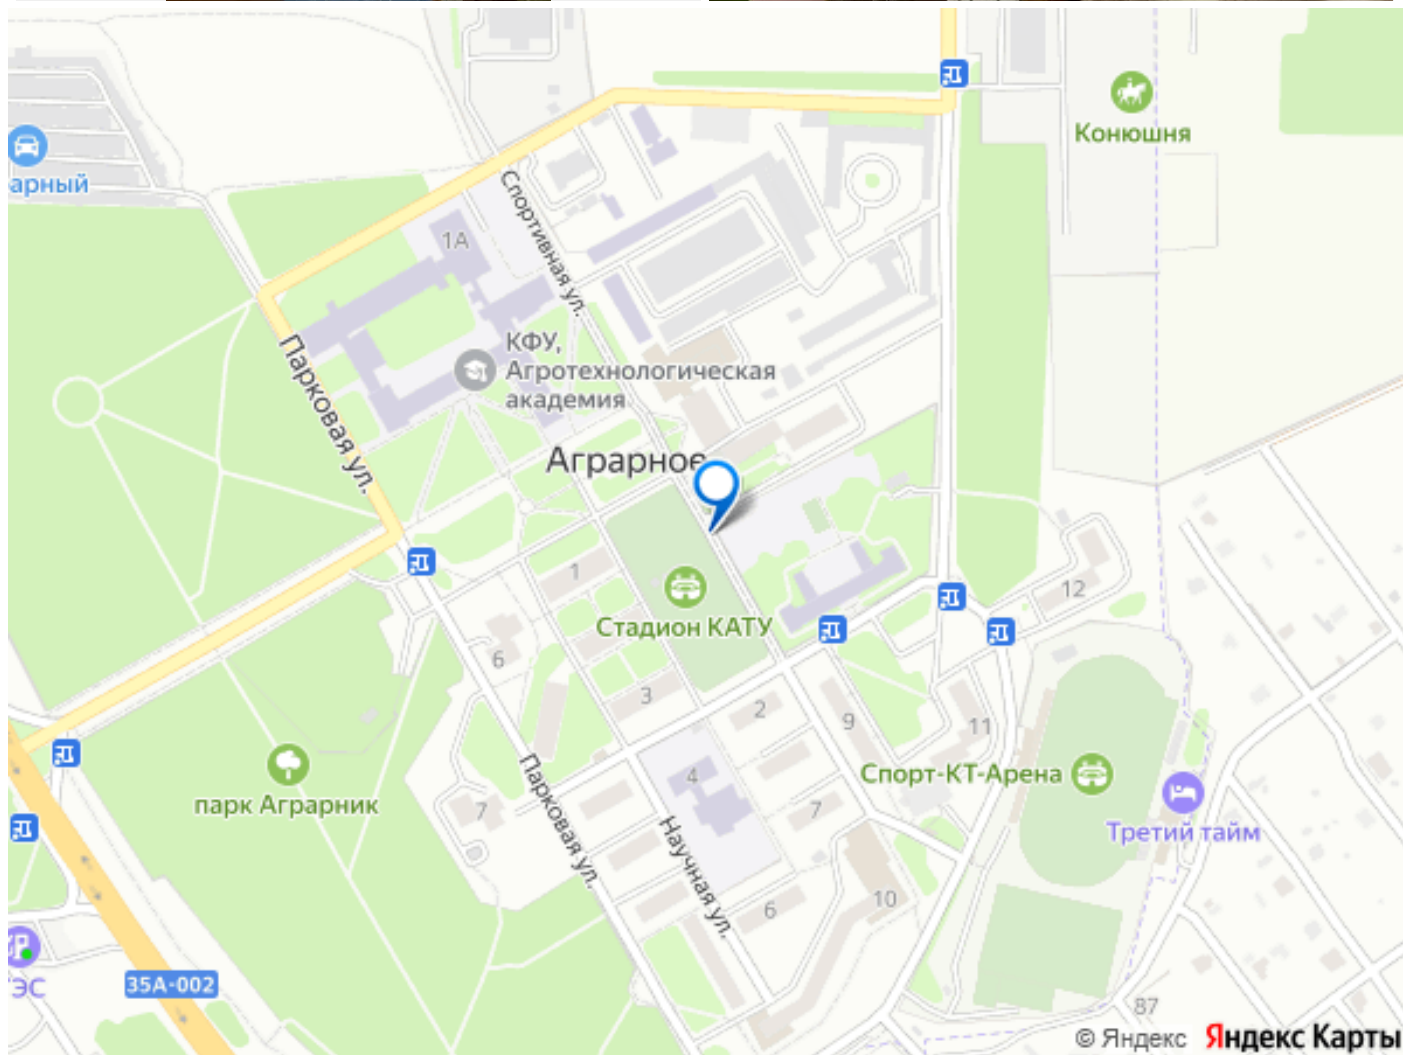 Конюшня
арный
Спортивная ул.
1А
КФУ,
Агротехнологическая
академия
Парковая ул.
Аграрное
1
Стадион КАТУ
12
6
3
2
9
11
парк Аграрник
4
Спорт-КТ-Арена
7
Парковая ул.
7
Третий тайм
Научная ул.
6
10
ЭС
35А-002
87
© Яндекс Яндекс Карты